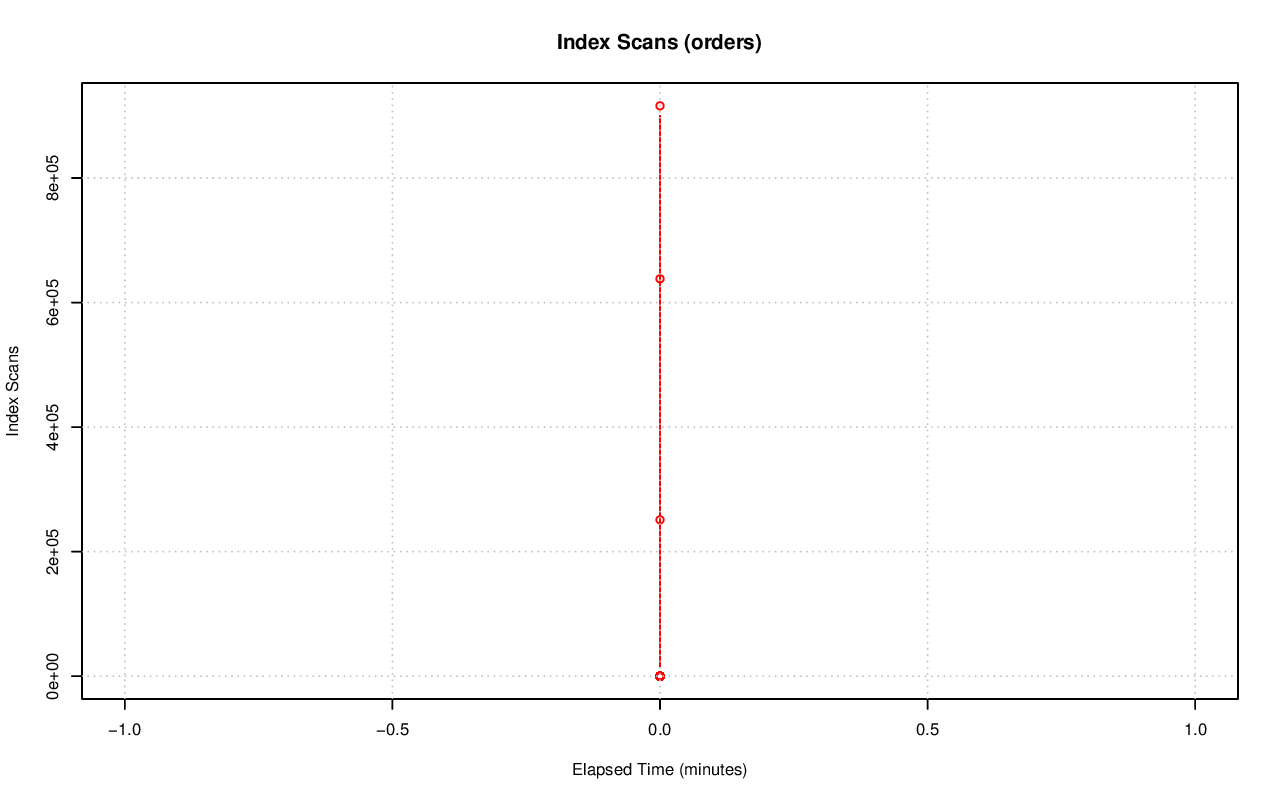 Index Scans (orders)
Index Scans
8e+05
6e+05
4e+05
2e+05
0e+00
−1.0
−0.5
0.0
0.5
1.0
Elapsed Time (minutes)